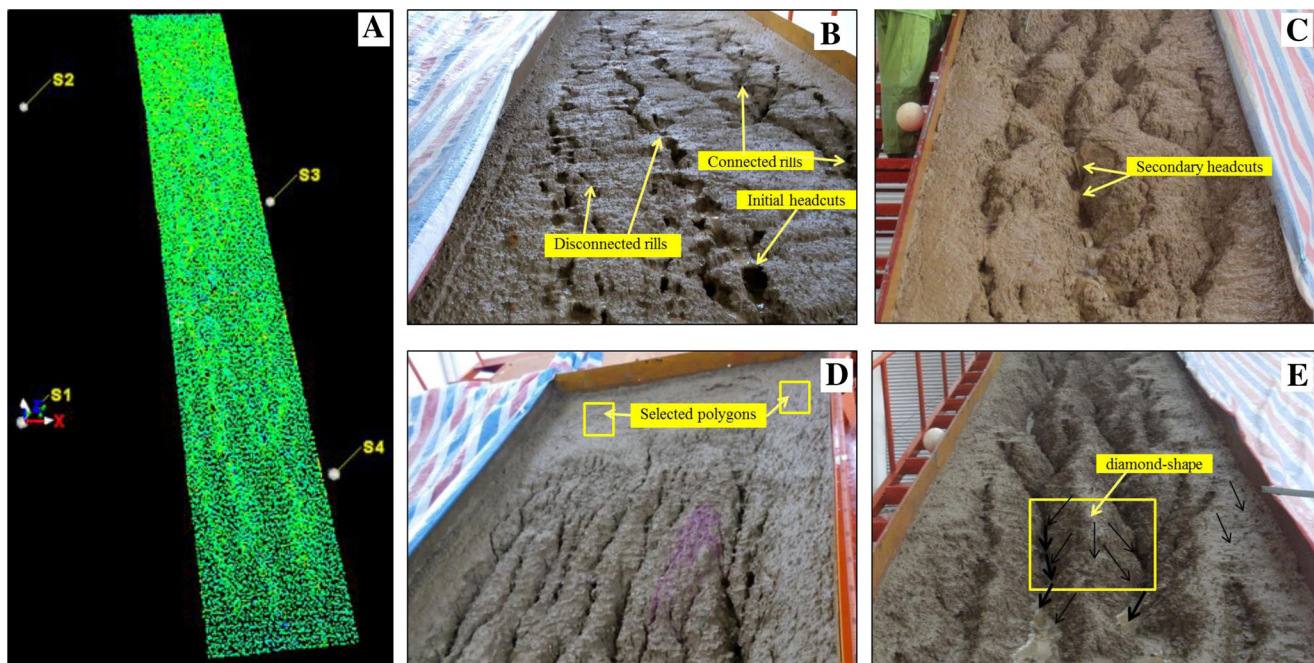 A
S2
S3
S1
X
S4
B
Connected rills
Initial headcuts
Disconnected rills
C
Secondary headcuts
D
Selected polygons
E
diamond-shape